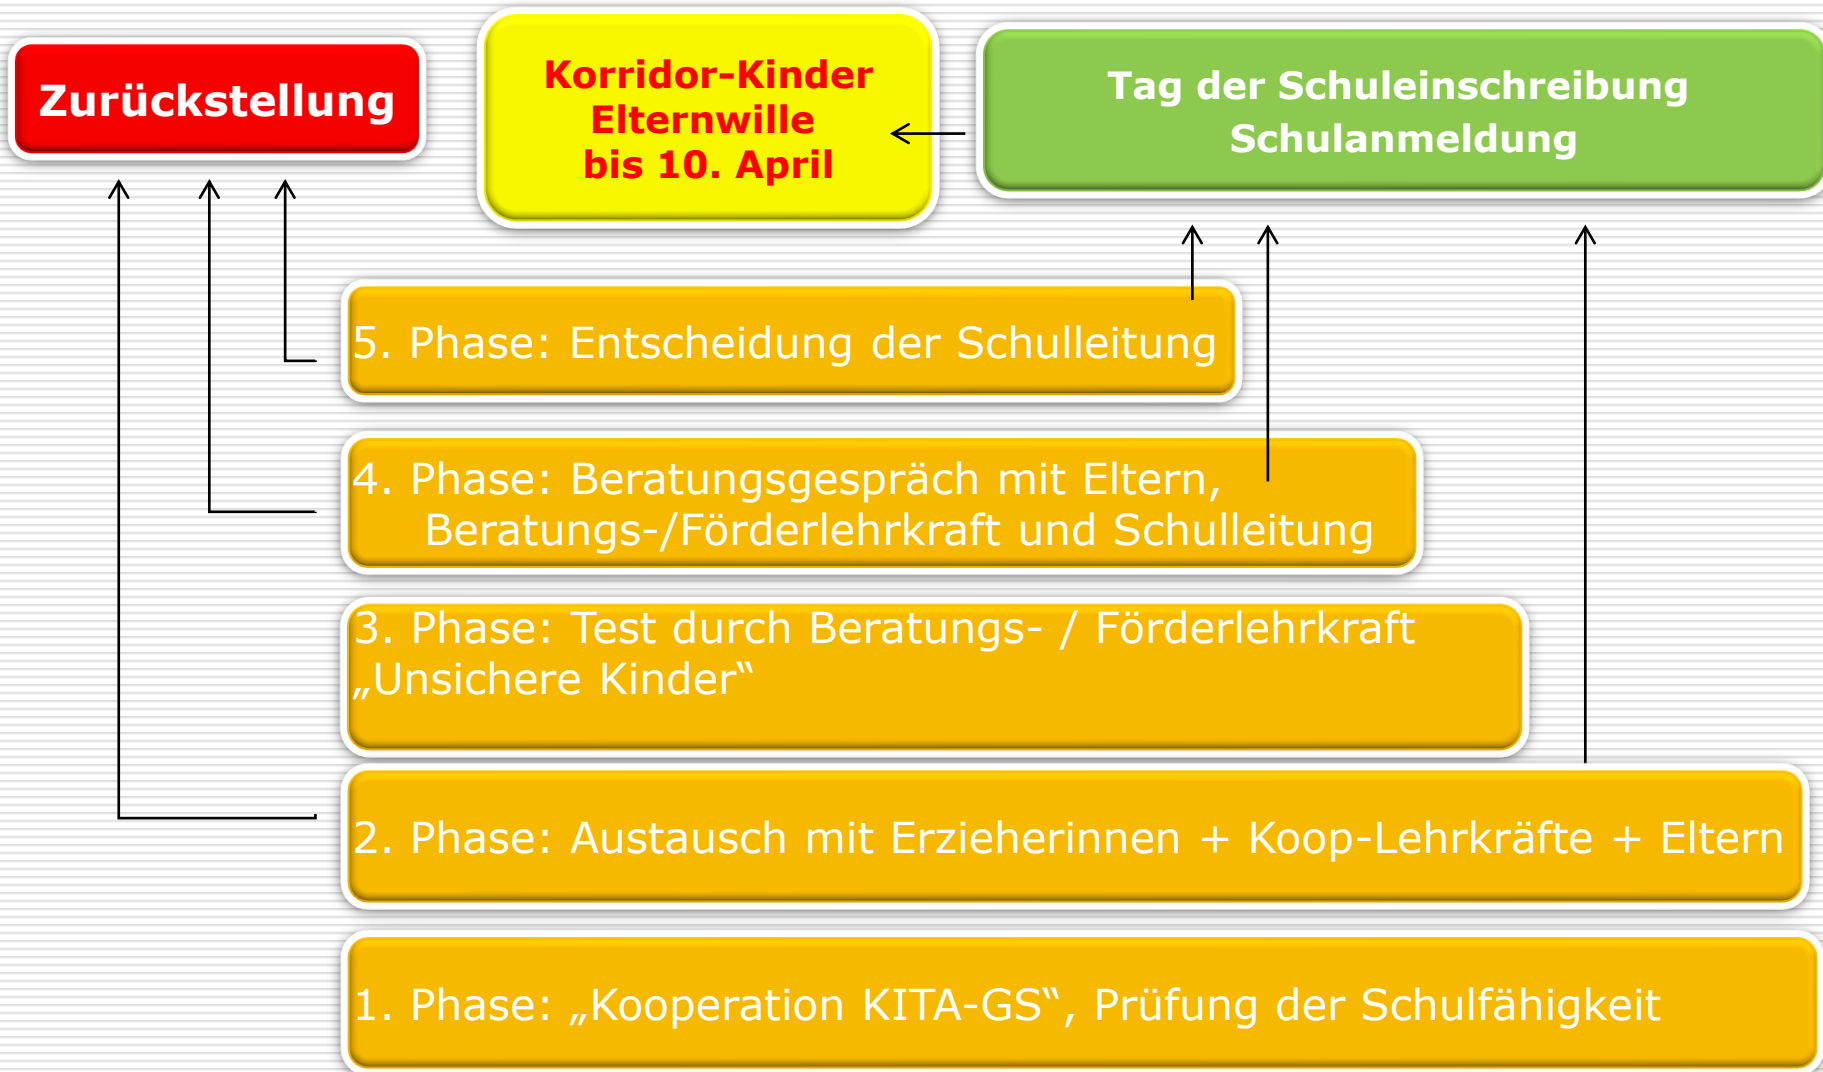 Zurückstellung
Korridor-Kinder
Elternwille
bis 10. April
Tag der Schuleinschreibung
Schulanmeldung
5. Phase: Entscheidung der Schulleitung
4. Phase: Beratungsgespräch mit Eltern,
Beratungs-/Förderlehrkraft und Schulleitung
3. Phase: Test durch Beratungs- / Förderlehrkraft
„Unsichere Kinder“
2. Phase: Austausch mit Erzieherinnen + Koop-Lehrkräfte + Eltern
1. Phase: „Kooperation KITA-GS“, Prüfung der Schulfähigkeit